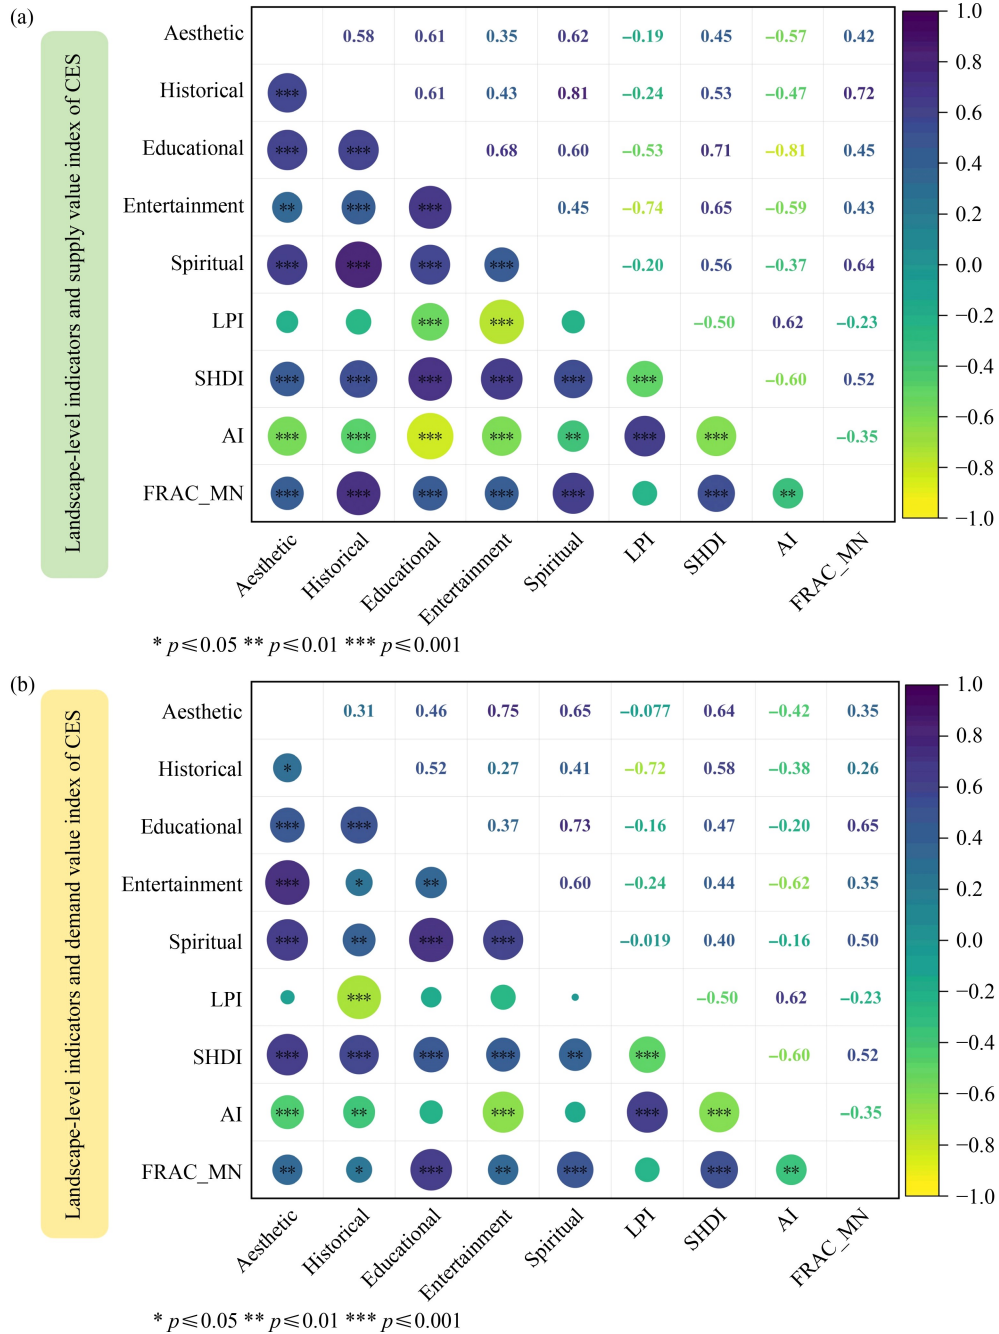 (a)
Landscape-level indicators and supply value index of CES
Aesthetic 0.58 0.61 0.35 0.62 −0.19 0.45 −0.57 0.42
Historical *** 0.61 0.43 0.81 −0.24 0.53 −0.47 0.72
Educational *** *** 0.68 0.60 −0.53 0.71 −0.81 0.45
Entertainment ** *** *** 0.45 −0.74 0.65 −0.59 0.43
Spiritual *** *** *** *** −0.20 0.56 −0.37 0.64
LPI *** *** −0.50 0.62 −0.23
SHDI *** *** *** *** *** *** −0.60 0.52
AI *** *** *** *** ** *** *** −0.35
FRAC_MN *** *** *** *** *** *** **
Aesthetic Historical Educational Entertainment Spiritual LPI SHDI AI FRAC_MN
1.0
0.8
0.6
0.4
0.2
0.0
−0.2
−0.4
−0.6
−0.8
−1.0
* p≤0.05 ** p≤0.01 *** p≤0.001
(b)
Landscape-level indicators and demand value index of CES
Aesthetic 0.31 0.46 0.75 0.65 −0.077 0.64 −0.42 0.35
Historical * 0.52 0.27 0.41 −0.72 0.58 −0.38 0.26
Educational *** *** 0.37 0.73 −0.16 0.47 −0.20 0.65
Entertainment *** * ** 0.60 −0.24 0.44 −0.62 0.35
Spiritual *** ** *** *** −0.019 0.40 −0.16 0.50
LPI *** −0.50 0.62 −0.23
SHDI *** *** *** *** ** *** −0.60 0.52
AI *** ** *** *** *** −0.35
FRAC_MN ** * *** ** *** *** **
Aesthetic Historical Educational Entertainment Spiritual LPI SHDI AI FRAC_MN
1.0
0.8
0.6
0.4
0.2
0.0
−0.2
−0.4
−0.6
−0.8
−1.0
* p≤0.05 ** p≤0.01 *** p≤0.001